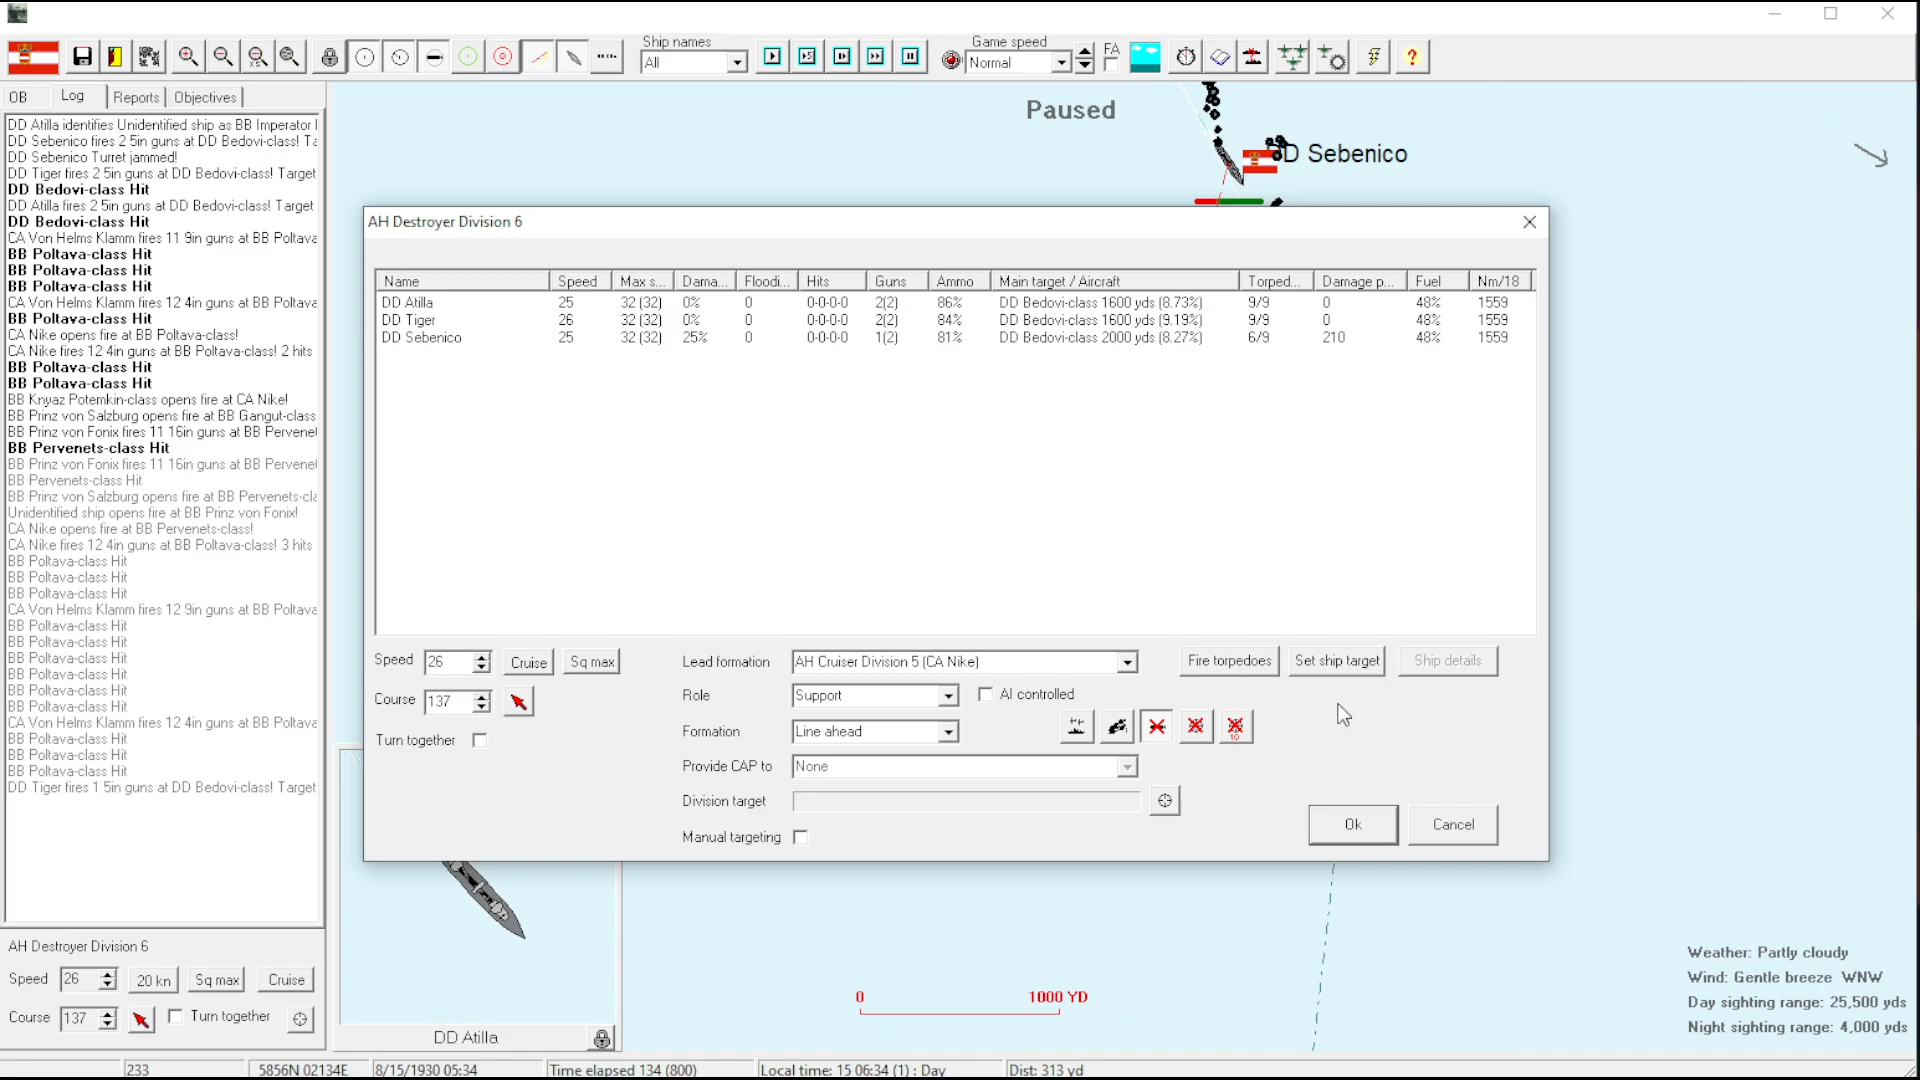 Ship names
All
Game speed
Normal
FA
OB
Log
Reports
Objectives
DD Atilla identifies Unidentified ship as BB Imperator
DD Sebenico fires 2 5in guns at DD Bedovi-class! Ta
DD Sebenico Turret jammed!
DD Tiger fires 2 5in guns at DD Bedovi-class! Target
DD Bedovi-class Hit
DD Atilla fires 2 5in guns at DD Bedovi-class! Target
DD Bedovi-class Hit
CA Von Helms Klamm fires 11 9in guns at BB Poltava
BB Poltava-class Hit
BB Poltava-class Hit
BB Poltava-class Hit
CA Von Helms Klamm fires 12 4in guns at BB Poltava
BB Poltava-class Hit
CA Nike opens fire at BB Poltava-class!
CA Nike fires 12 4in guns at BB Poltava-class! 2 hits
BB Poltava-class Hit
BB Poltava-class Hit
BB Knyaz Potemkin-class opens fire at CA Nike!
BB Prinz von Salzburg opens fire at BB Gangut-class
BB Prinz von Fonix fires 11 16in guns at BB Pervene
BB Pervenets-class Hit
BB Prinz von Fonix fires 11 16in guns at BB Pervene
BB Pervenets-class Hit
BB Prinz von Salzburg opens fire at BB Pervenets-cla
Unidentified ship opens fire at BB Prinz von Fonix!
CA Nike opens fire at BB Pervenets-class!
CA Nike fires 12 4in guns at BB Poltava-class! 3 hits
BB Poltava-class Hit
BB Poltava-class Hit
BB Poltava-class Hit
CA Von Helms Klamm fires 12 9in guns at BB Poltava
BB Poltava-class Hit
BB Poltava-class Hit
BB Poltava-class Hit
BB Poltava-class Hit
BB Poltava-class Hit
BB Poltava-class Hit
CA Von Helms Klamm fires 12 4in guns at BB Poltava
BB Poltava-class Hit
BB Poltava-class Hit
BB Poltava-class Hit
DD Tiger fires 1 5in guns at DD Bedovi-class! Target
AH Destroyer Division 6
Speed 26 20 kn Sq max Cruise
Course 137 Turn together
Paused
DD Sebenico
AH Destroyer Division 6
Name Speed Max s... Dama... Floodi... Hits Guns Ammo Main target / Aircraft Torped... Damage p... Fuel Nm/18
DD Atilla 25 32 (32) 0% 0 0-0-0-0 2(2) 86% DD Bedovi-class 1600 yds (8.73%) 9/9 0 48% 1559
DD Tiger 26 32 (32) 0% 0 0-0-0-0 2(2) 84% DD Bedovi-class 1600 yds (9.19%) 9/9 0 48% 1559
DD Sebenico 25 32 (32) 25% 0 0-0-0-0 1(2) 81% DD Bedovi-class 2000 yds (8.27%) 6/9 210 48% 1559
Speed 26 Cruise Sq max
Course 137
Turn together
Lead formation AH Cruiser Division 5 (CA Nike)
Role Support AI controlled
Formation Line ahead
10
Provide CAP to None
Division target
Manual targeting
Fire torpedoes Set ship target Ship details
Ok Cancel
DD Atilla
0 1000 YD
Weather: Partly cloudy
Wind: Gentle breeze WNW
Day sighting range: 25,500 yds
Night sighting range: 4,000 yds
233 5856N 02134E 8/15/1930 05:34 Time elapsed 134 (800) Local time: 15 06:34 (1) : Day Dist: 313 yd